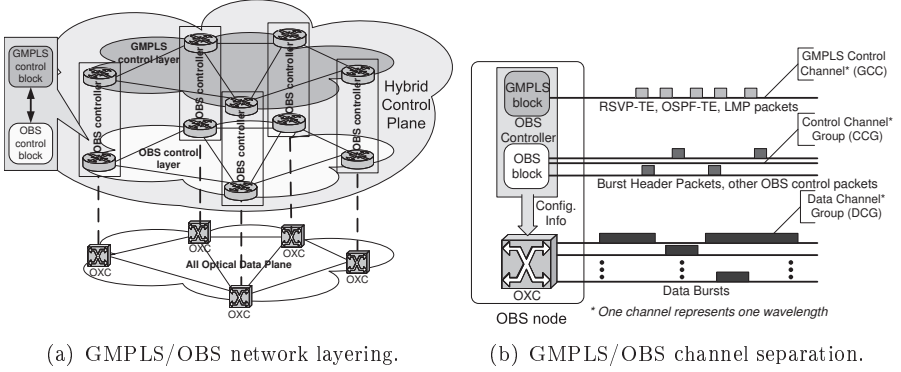 GMPLS
control
block
OBS
control
block
GMPLS
control layer
OBS controller
OBS controller
OBS controller
OBS controller
OBS controller
Hybrid
Control
Plane
OBS control
layer
OXC
OXC
OXC
OXC
OXC
All Optical Data Plane
(a) GMPLS/OBS network layering.
GMPLS
block
OBS
Controller
OBS
block
Config.
Info
OXC
OBS node
GMPLS Control
Channel* (GCC)
RSVP-TE, OSPF-TE, LMP packets
Control Channel*
Group (CCG)
Burst Header Packets, other OBS control packets
Data Channel*
Group (DCG)
Data Bursts
* One channel represents one wavelength
(b) GMPLS/OBS channel separation.